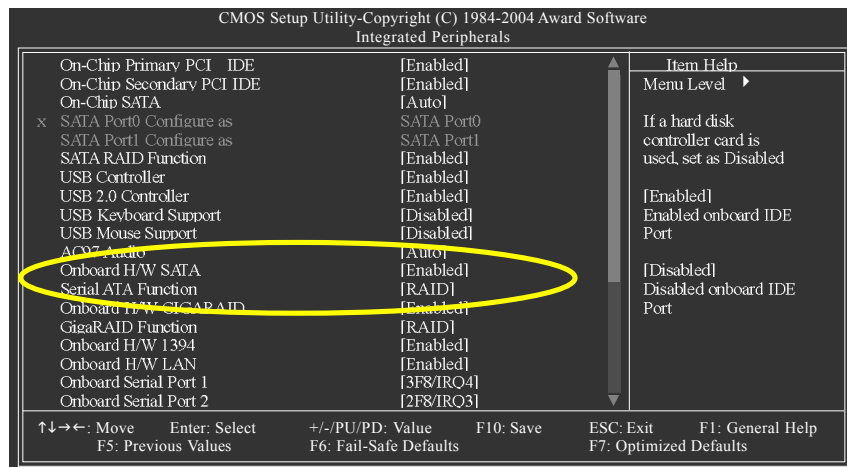 CMOS Setup Utility-Copyright (C) 1984-2004 Award Software
Integrated Peripherals
On-Chip Primary PCI IDE [Enabled]
On-Chip Secondary PCI IDE [Enabled]
On-Chip SATA [Auto]
x SATA Port0 Configure as SATA Port0
SATA Port1 Configure as SATA Port1
SATA RAID Function [Enabled]
USB Controller [Enabled]
USB 2.0 Controller [Enabled]
USB Keyboard Support [Disabled]
USB Mouse Support [Disabled]
AC97 Audio [Auto]
Onboard H/W SATA [Enabled]
Serial ATA Function [RAID]
Onboard H/W GIGARAID [Enabled]
GigaRAID Function [RAID]
Onboard H/W 1394 [Enabled]
Onboard H/W LAN [Enabled]
Onboard Serial Port 1 [3F8/IRQ4]
Onboard Serial Port 2 [2F8/IRQ3]
Item Help
Menu Level
If a hard disk
controller card is
used, set as Disabled
[Enabled]
Enabled onboard IDE
Port
[Disabled]
Disabled onboard IDE
Port
↑↓→←: Move Enter: Select +/-/PU/PD: Value F10: Save ESC: Exit F1: General Help
F5: Previous Values F6: Fail-Safe Defaults F7: Optimized Defaults